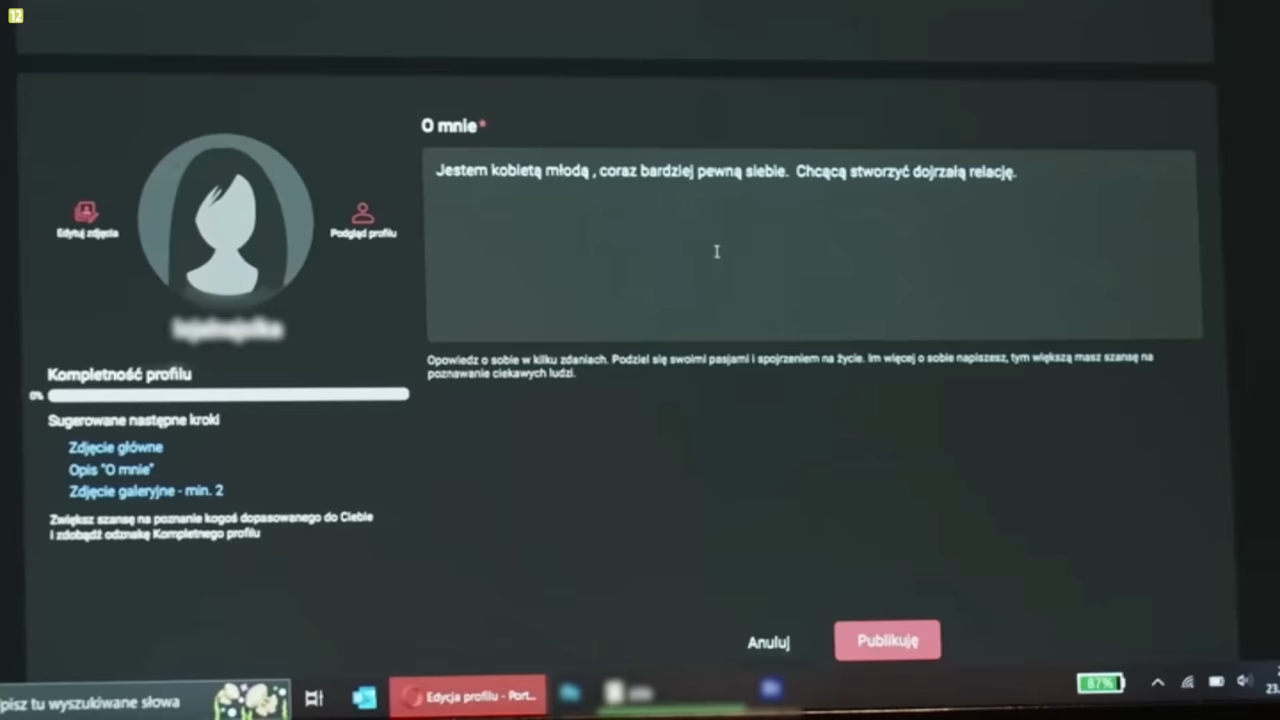 12
O mnie*
Jestem kobietą młodą , coraz bardziej pewną siebie. Chcącą stworzyć dojrzałą relację.
Edytuj zdjęcia
Podgląd profilu
Opowiedz o sobie w kilku zdaniach. Podziel się swoimi pasjami i spojrzeniem na życie. Im więcej o sobie napiszesz, tym większą masz szansę na
poznawanie ciekawych ludzi.
Kompletność profilu
0%
Sugerowane następne kroki
Zdjęcie główne
Opis "O mnie"
Zdjęcie galeryjne - min. 2
Zwiększ szansę na poznanie kogoś dopasowanego do Ciebie
i zdobądź odznakę Kompletnego profilu
Anuluj
Publikuję
pisz tu wyszukiwane słowa
Edycja profilu - Port...
87%
23.